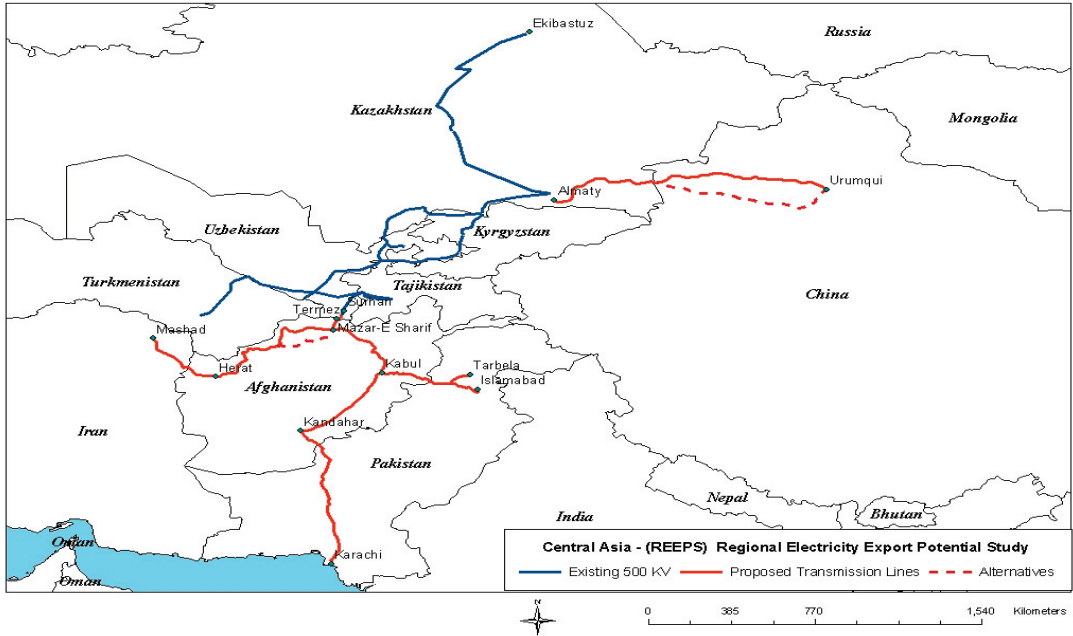 Ekibastuz
Russia
Kazakhstan
Mongolia
Almaty
Urumqui
Uzbekistan
Kyrgyzstan
Turkmenistan
Tajikistan
China
Surhan
Termez
Mazar-E Sharif
Mashad
Herat
Kabul
Tarbela
Islamabad
Afghanistan
Kandahar
Iran
Pakistan
Nepal
Bhutan
India
Oman
Karachi
Oman
Central Asia - (REEPS) Regional Electricity Export Potential Study
Existing 500 KV Proposed Transmission Lines Alternatives
N
0 385 770 1,540 Kilometers